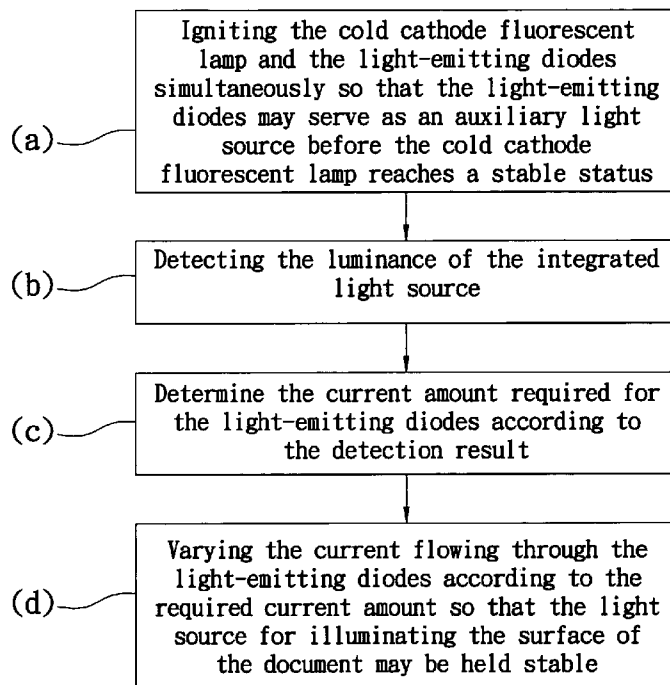 Igniting the cold cathode fluorescent
lamp and the light-emitting diodes
simultaneously so that the light-emitting
diodes may serve as an auxiliary light
source before the cold cathode
fluorescent lamp reaches a stable status
(a)
Detecting the luminance of the integrated
light source
(b)
Determine the current amount required for
the light-emitting diodes according to
the detection result
(c)
Varying the current flowing through the
light-emitting diodes according to the
required current amount so that the light
source for illuminating the surface of
the document may be held stable
(d)